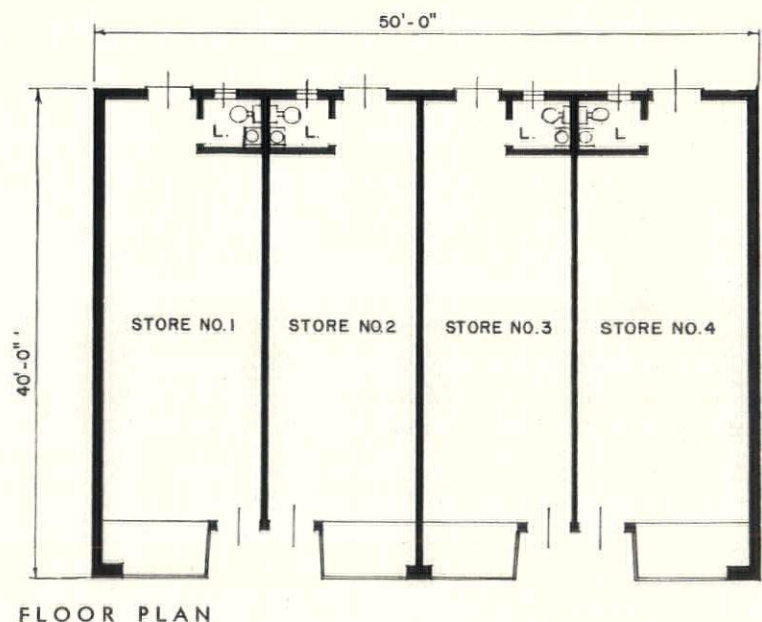 50'-0"
L.
L.
L.
L
40'-0"
STORE NO.1
STORE NO.2
STORE NO.3
STORE NO.4
FLOOR PLAN